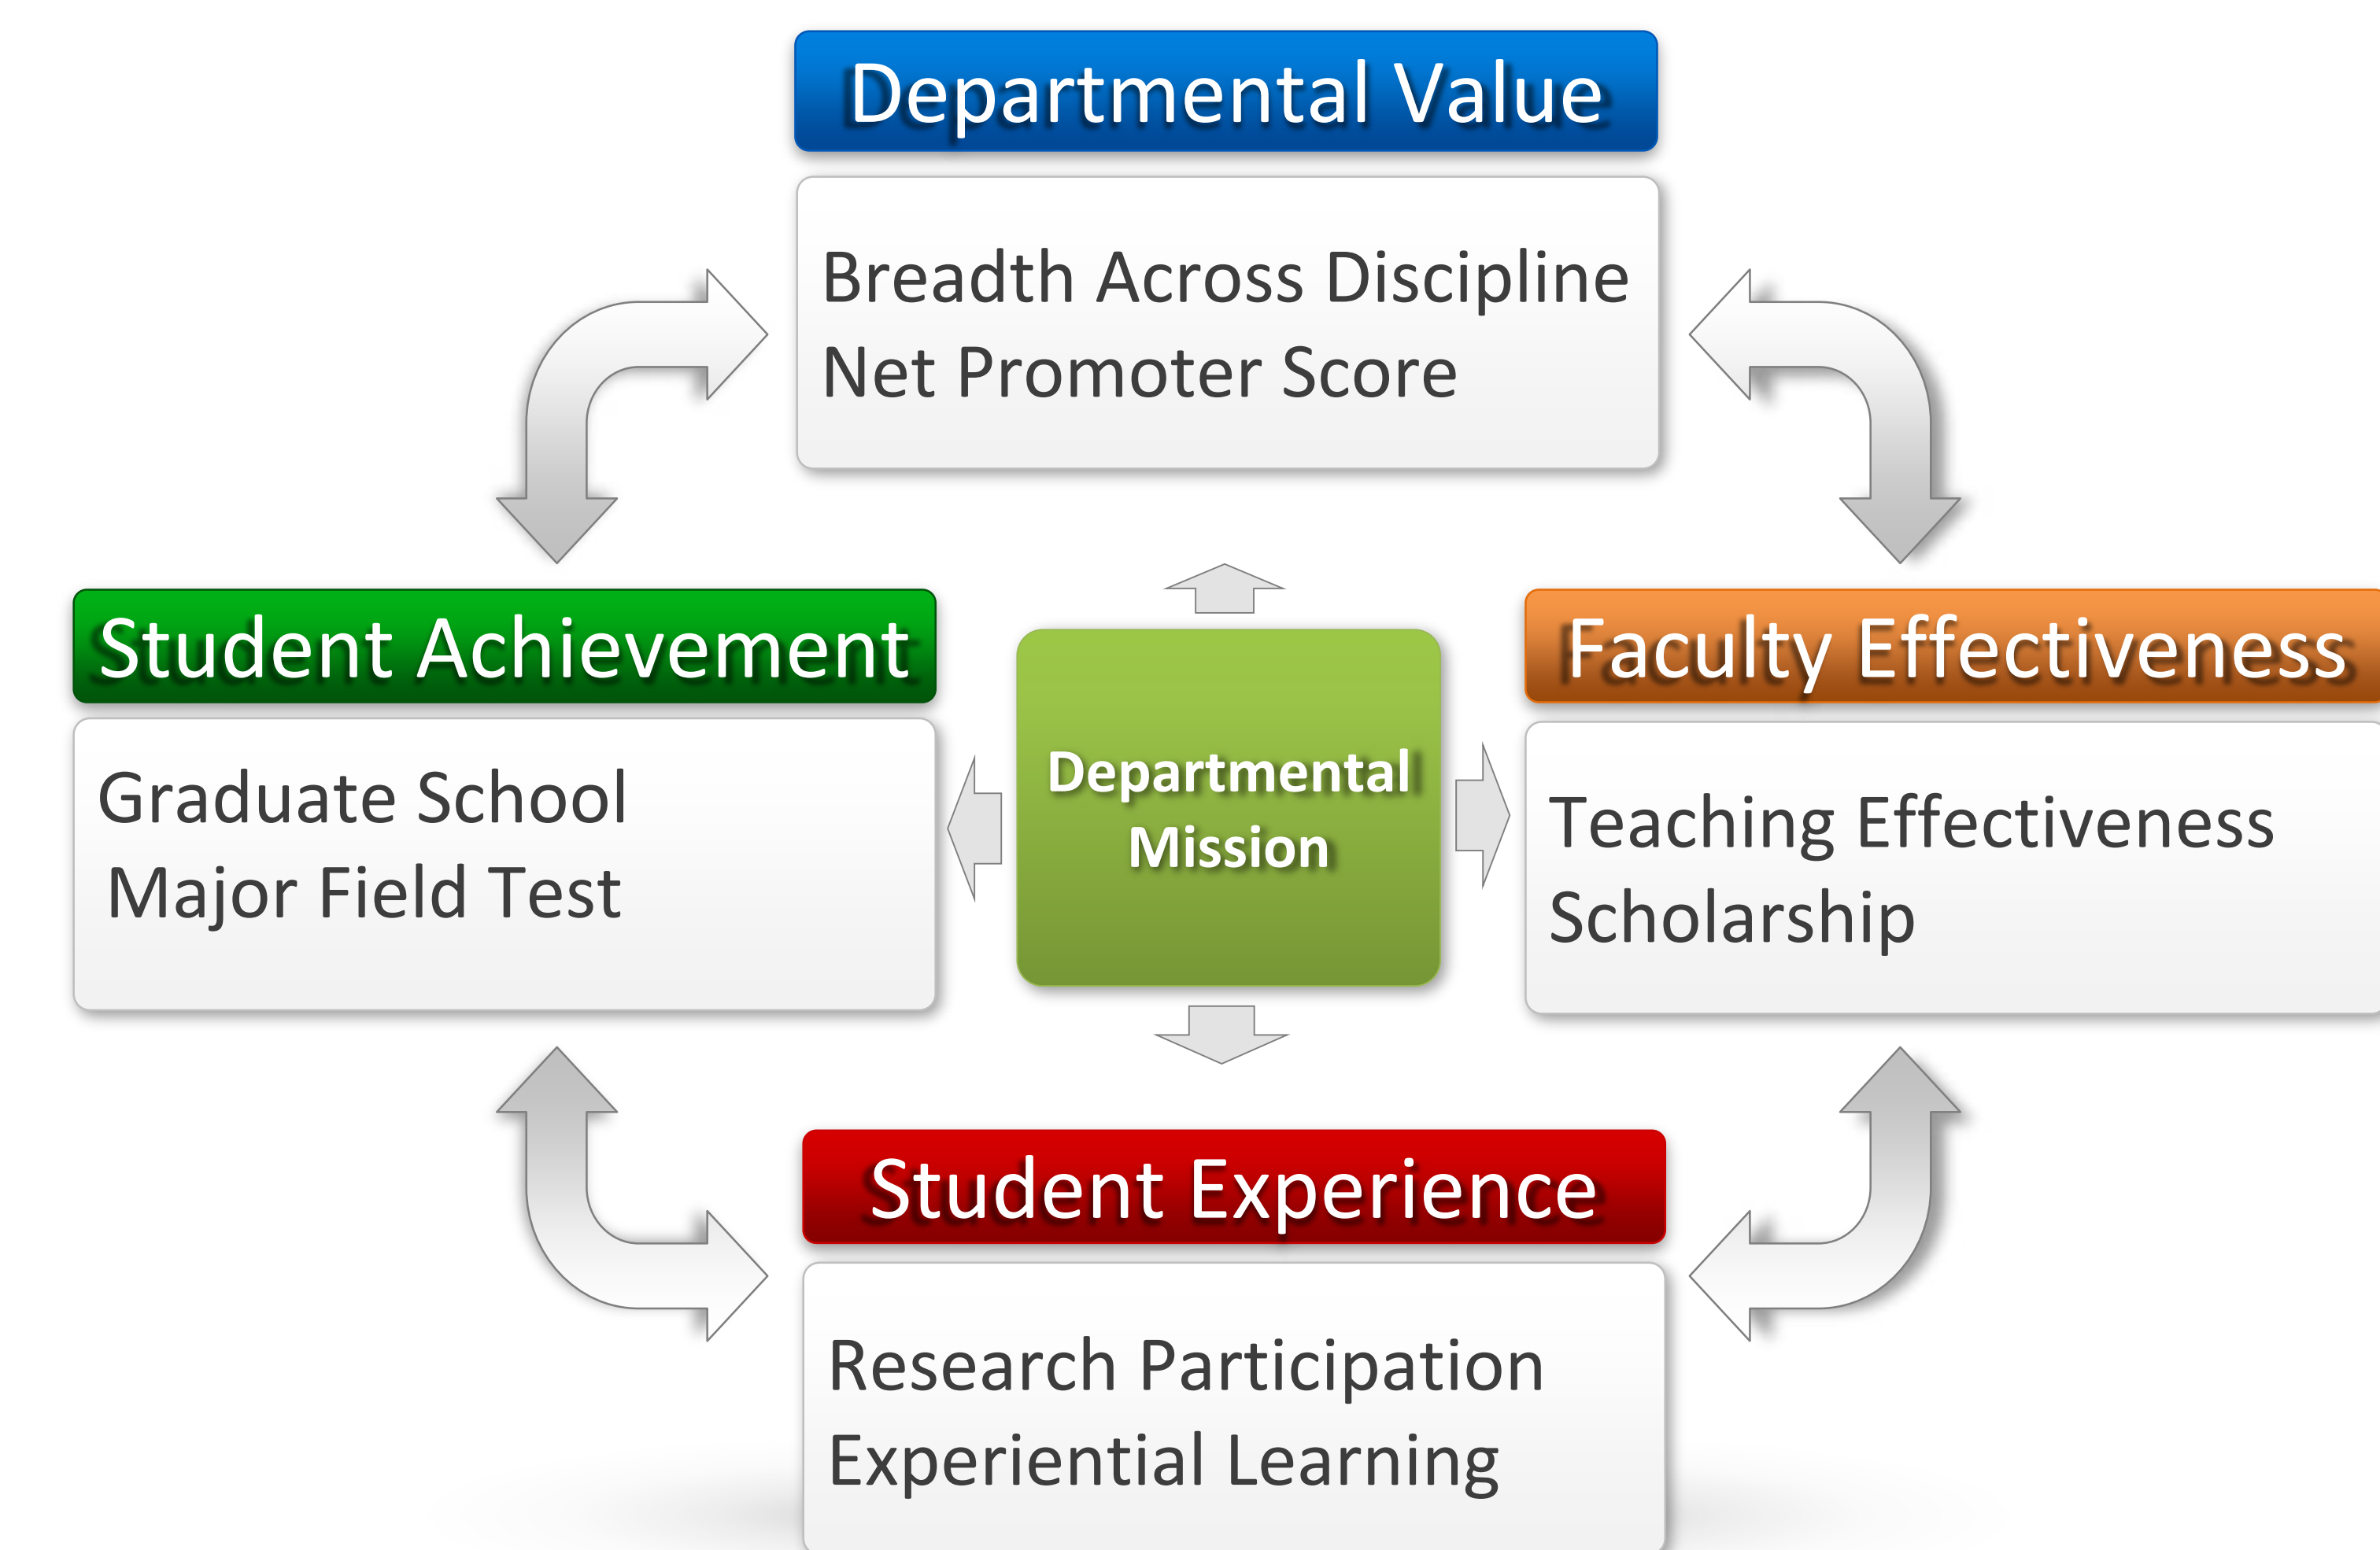 Departmental Value
Breadth Across Discipline
Net Promoter Score
Student Achievement
Graduate School
Major Field Test
Departmental
Mission
Faculty Effectiveness
Teaching Effectiveness
Scholarship
Student Experience
Research Participation
Experiential Learning